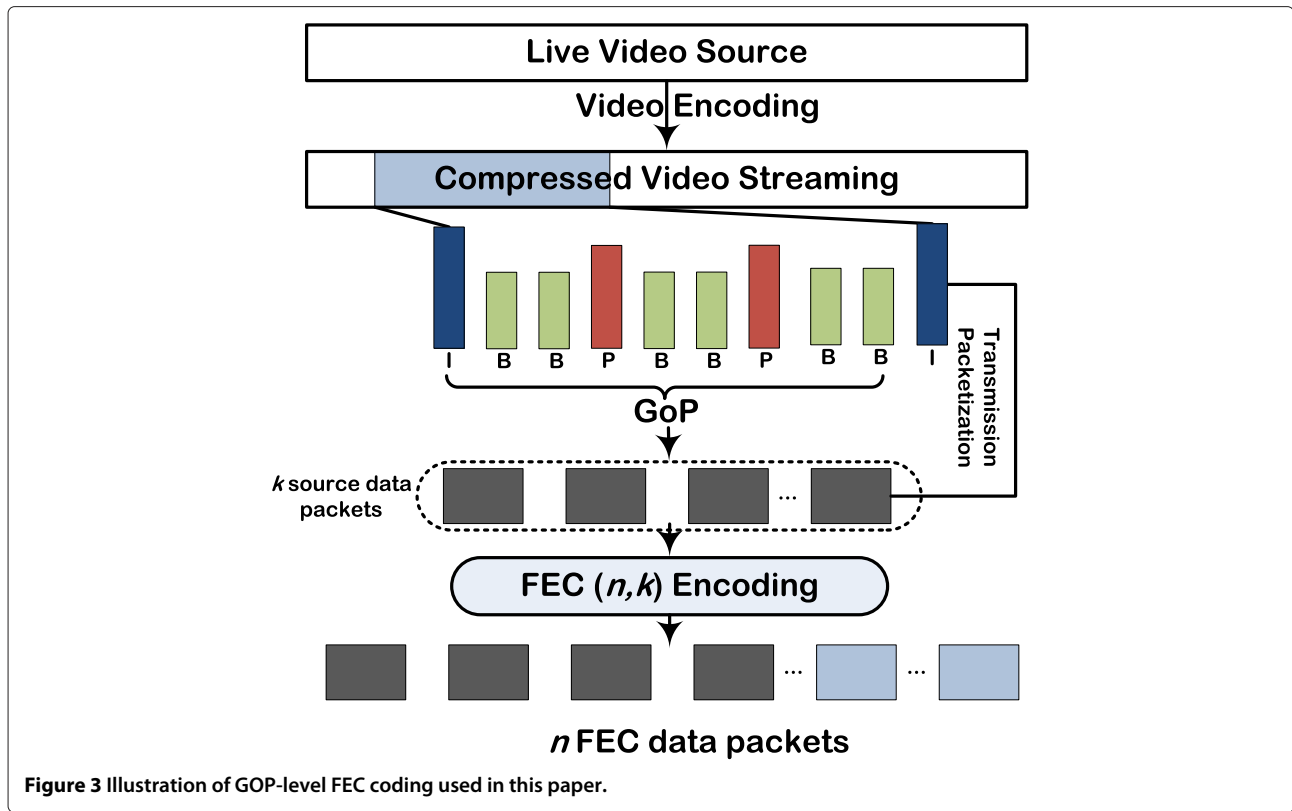 Live Video Source
Video Encoding
Compressed Video Streaming
I B B P B B P B B I
Transmission
Packetization
GoP
k source data
packets
...
FEC (n,k) Encoding
... ...
n FEC data packets
Figure 3 Illustration of GOP-level FEC coding used in this paper.